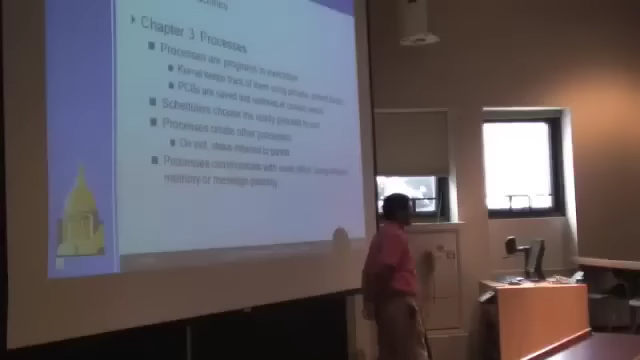 Chapter 3 Processes
Processes are programs in execution
Kernel keeps track of them using process control
PCBs are saved and restored at context switch
Schedulers choose the ready process to run
Processes create other processes
On exit, status returned to parent
Processes communicate with each other using shared
memory or message passing